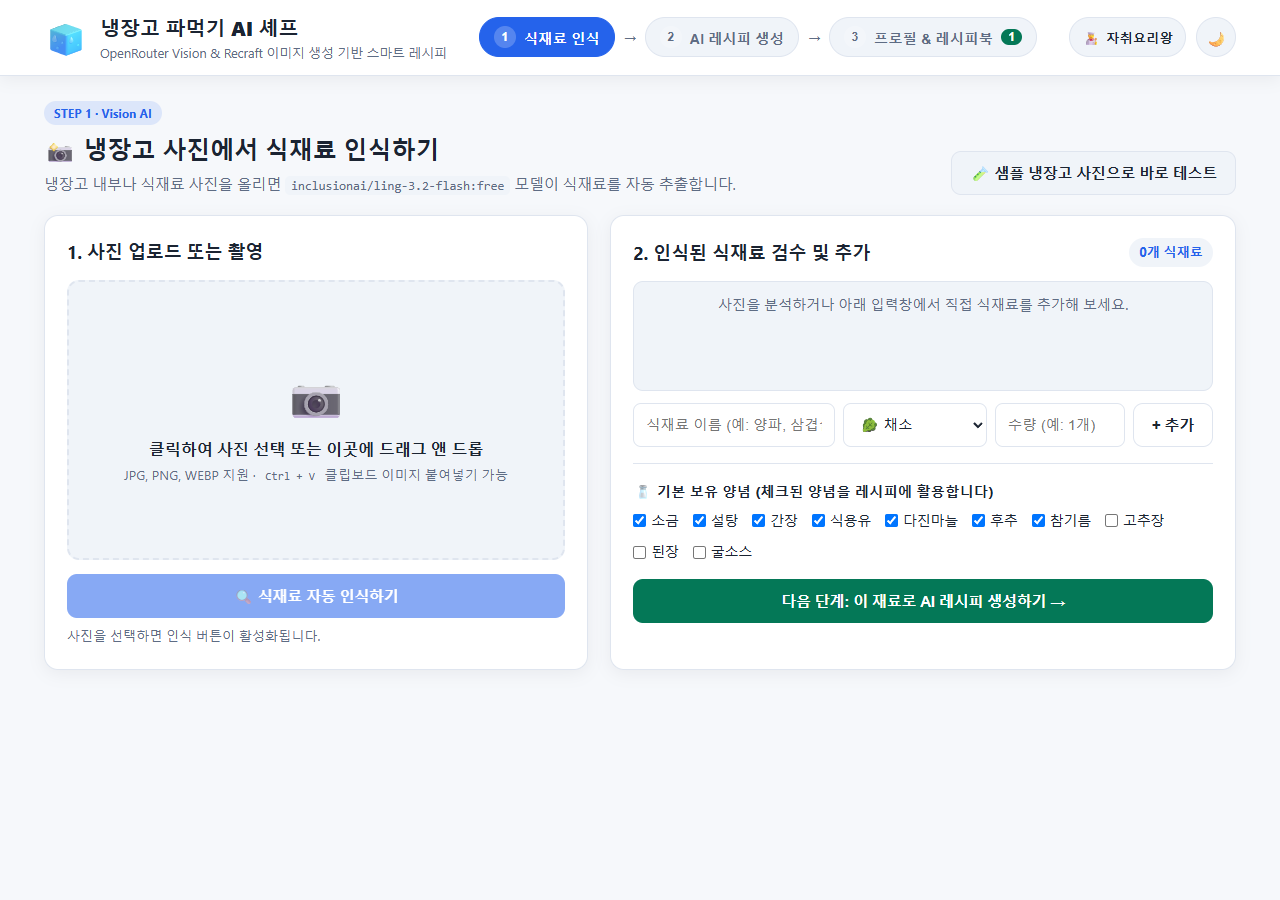 냉장고 파먹기 AI 셰프
OpenRouter Vision & Recraft 이미지 생성 기반 스마트 레시피
1 식재료 인식 → 2 AI 레시피 생성 → 3 프로필 & 레시피북 1
자취요리왕
STEP 1 · Vision AI
냉장고 사진에서 식재료 인식하기
냉장고 내부나 식재료 사진을 올리면 inclusionai/ling-3.2-flash:free 모델이 식재료를 자동 추출합니다.
샘플 냉장고 사진으로 바로 테스트
1. 사진 업로드 또는 촬영
클릭하여 사진 선택 또는 이곳에 드래그 앤 드롭
JPG, PNG, WEBP 지원 · Ctrl + V 클립보드 이미지 붙여넣기 가능
식재료 자동 인식하기
사진을 선택하면 인식 버튼이 활성화됩니다.
2. 인식된 식재료 검수 및 추가
0개 식재료
사진을 분석하거나 아래 입력창에서 직접 식재료를 추가해 보세요.
식재료 이름 (예: 양파, 삼겹
채소
수량 (예: 1개)
+ 추가
기본 보유 양념 (체크된 양념을 레시피에 활용합니다)
소금 설탕 간장 식용유 다진마늘 후추 참기름 고추장
된장 굴소스
다음 단계: 이 재료로 AI 레시피 생성하기 →